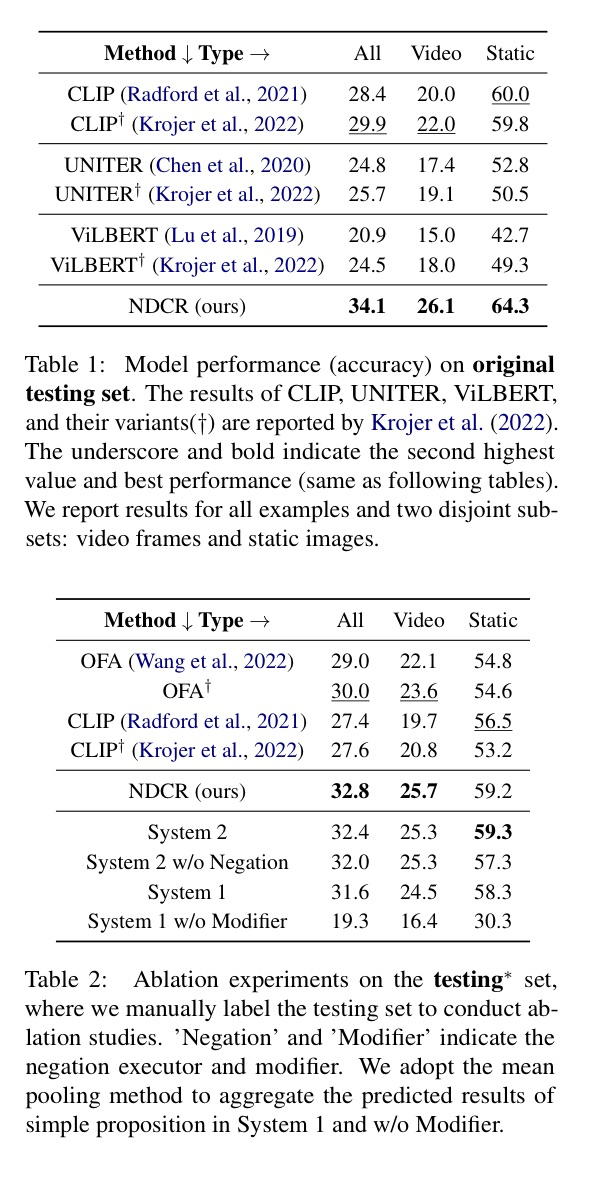 Method ↓ Type → All Video Static
CLIP (Radford et al., 2021) 28.4 20.0 60.0
CLIP† (Krojer et al., 2022) 29.9 22.0 59.8
UNITER (Chen et al., 2020) 24.8 17.4 52.8
UNITER† (Krojer et al., 2022) 25.7 19.1 50.5
ViLBERT (Lu et al., 2019) 20.9 15.0 42.7
ViLBERT† (Krojer et al., 2022) 24.5 18.0 49.3
NDCR (ours) 34.1 26.1 64.3
Table 1: Model performance (accuracy) on original
testing set. The results of CLIP, UNITER, ViLBERT,
and their variants(†) are reported by Krojer et al. (2022).
The underscore and bold indicate the second highest
value and best performance (same as following tables).
We report results for all examples and two disjoint sub-
sets: video frames and static images.
Method ↓ Type → All Video Static
OFA (Wang et al., 2022) 29.0 22.1 54.8
OFA† 30.0 23.6 54.6
CLIP (Radford et al., 2021) 27.4 19.7 56.5
CLIP† (Krojer et al., 2022) 27.6 20.8 53.2
NDCR (ours) 32.8 25.7 59.2
System 2 32.4 25.3 59.3
System 2 w/o Negation 32.0 25.3 57.3
System 1 31.6 24.5 58.3
System 1 w/o Modifier 19.3 16.4 30.3
Table 2: Ablation experiments on the testing* set,
where we manually label the testing set to conduct ab-
lation studies. ’Negation’ and ’Modifier’ indicate the
negation executor and modifier. We adopt the mean
pooling method to aggregate the predicted results of
simple proposition in System 1 and w/o Modifier.